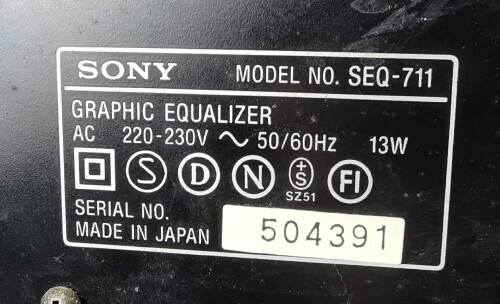 SONY MODEL NO. SEQ-711
GRAPHIC EQUALIZER
AC 220-230V ~ 50/60Hz 13W
S D N +S FI
SZ51
SERIAL NO. 504391
MADE IN JAPAN